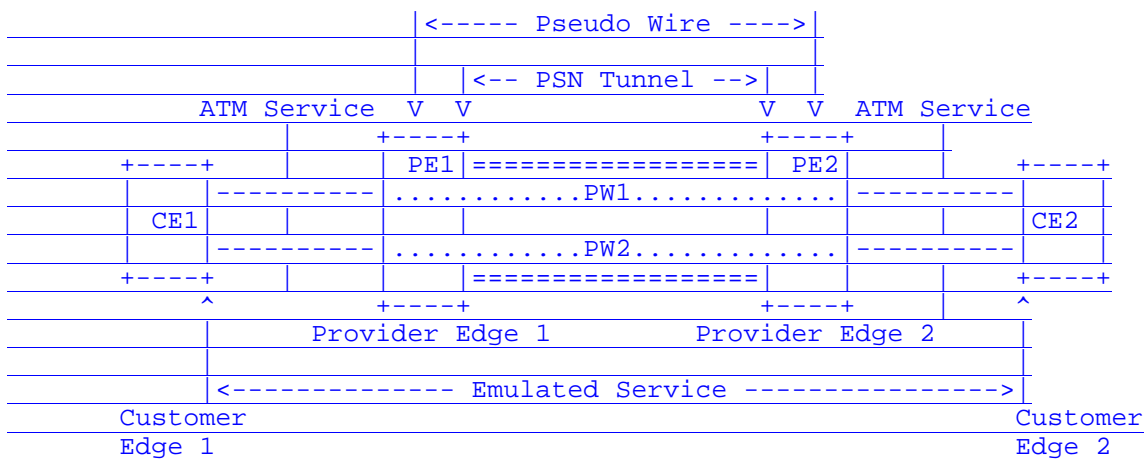 |<----- Pseudo Wire ---->|
|<-- PSN Tunnel -->|
ATM Service V V V V ATM Service
+----+ +----+
+----+ | | PE1|==================| PE2| | +----+
| |----------|............PW1.............|----------| |
| CE1| | | | | | | |CE2 |
| |----------|............PW2.............|----------| |
+----+ | | |==================| | | +----+
^ +----+ +----+ | ^
| Provider Edge 1 Provider Edge 2 |
|<-------------- Emulated Service ---------------->|
Customer Customer
Edge 1 Edge 2